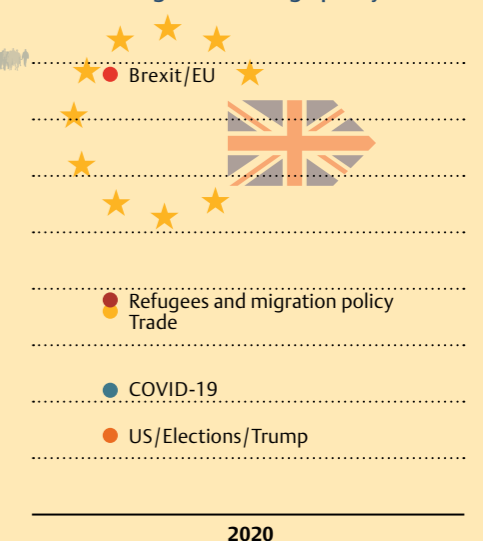 Brexit/EU
Refugees and migration policy
Trade
COVID-19
US/Elections/Trump
2020